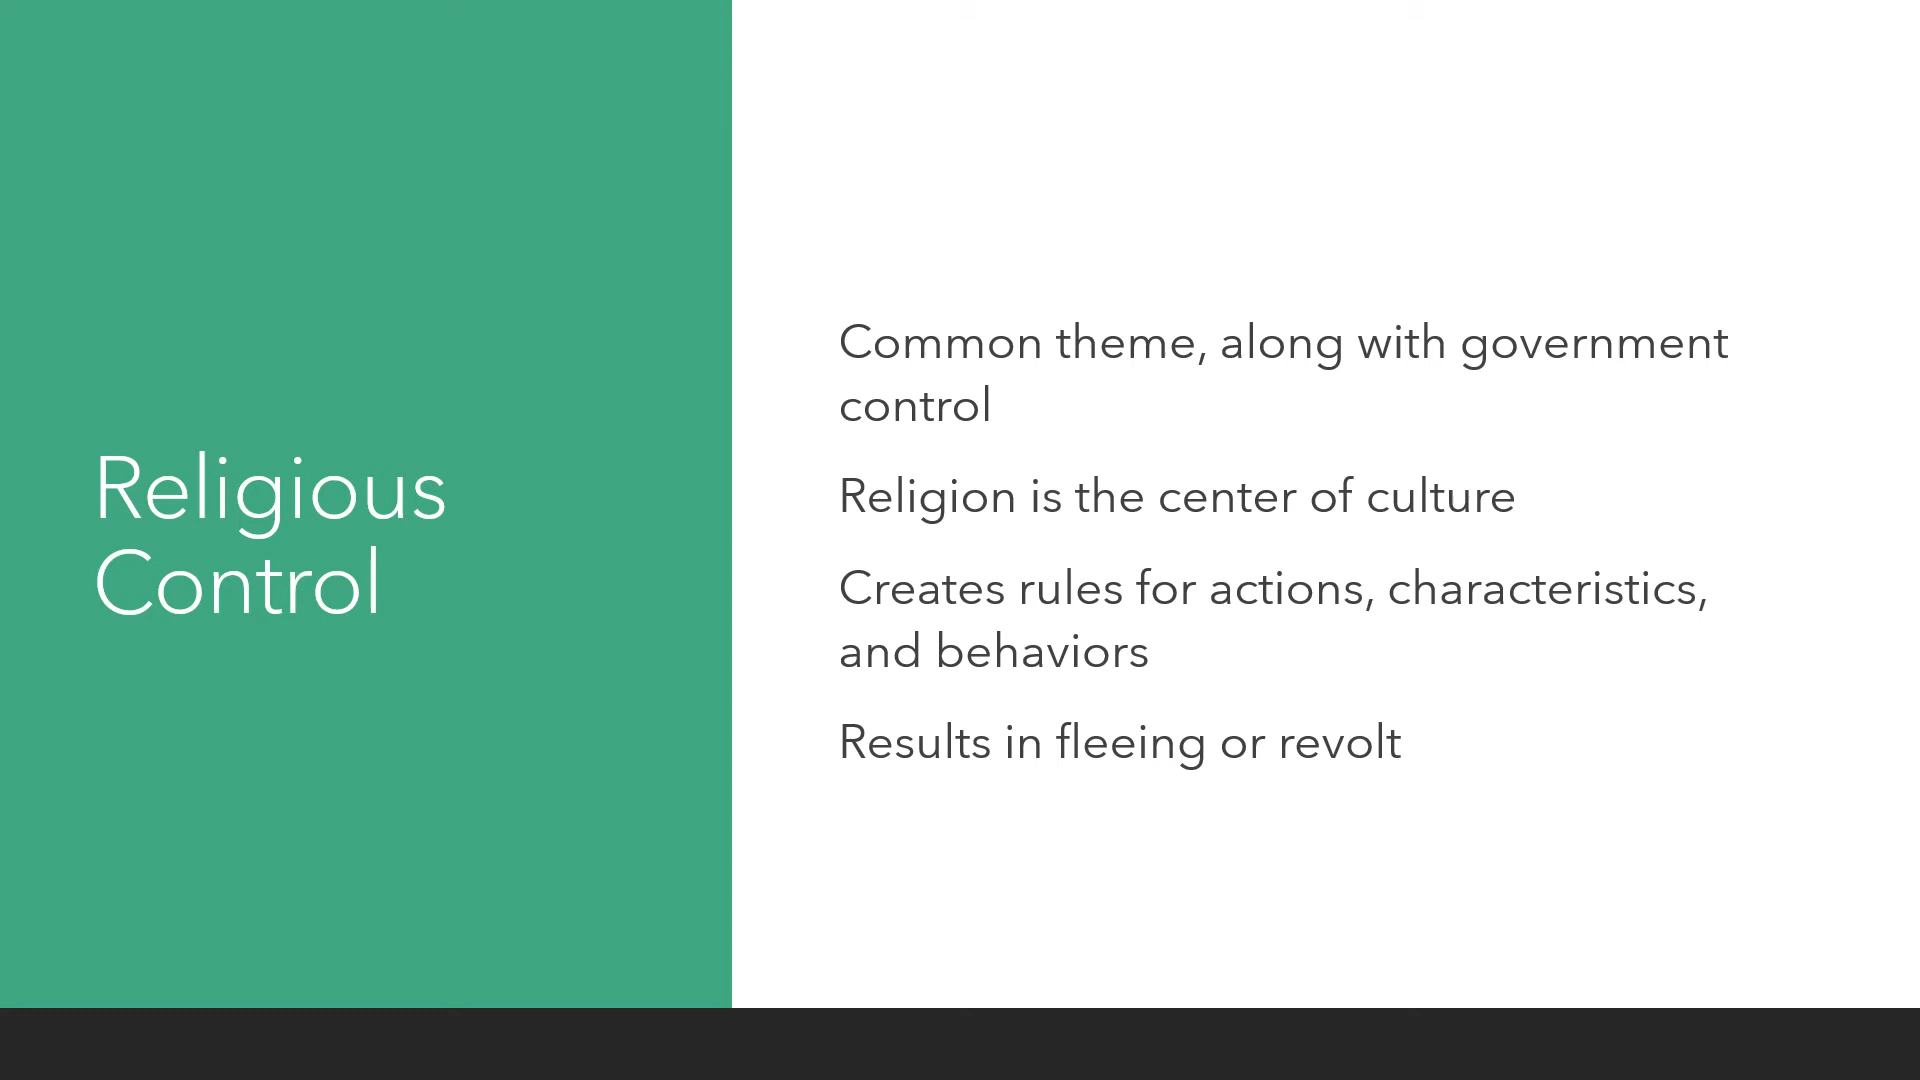 Religious
Control
Common theme, along with government
control
Religion is the center of culture
Creates rules for actions, characteristics,
and behaviors
Results in fleeing or revolt